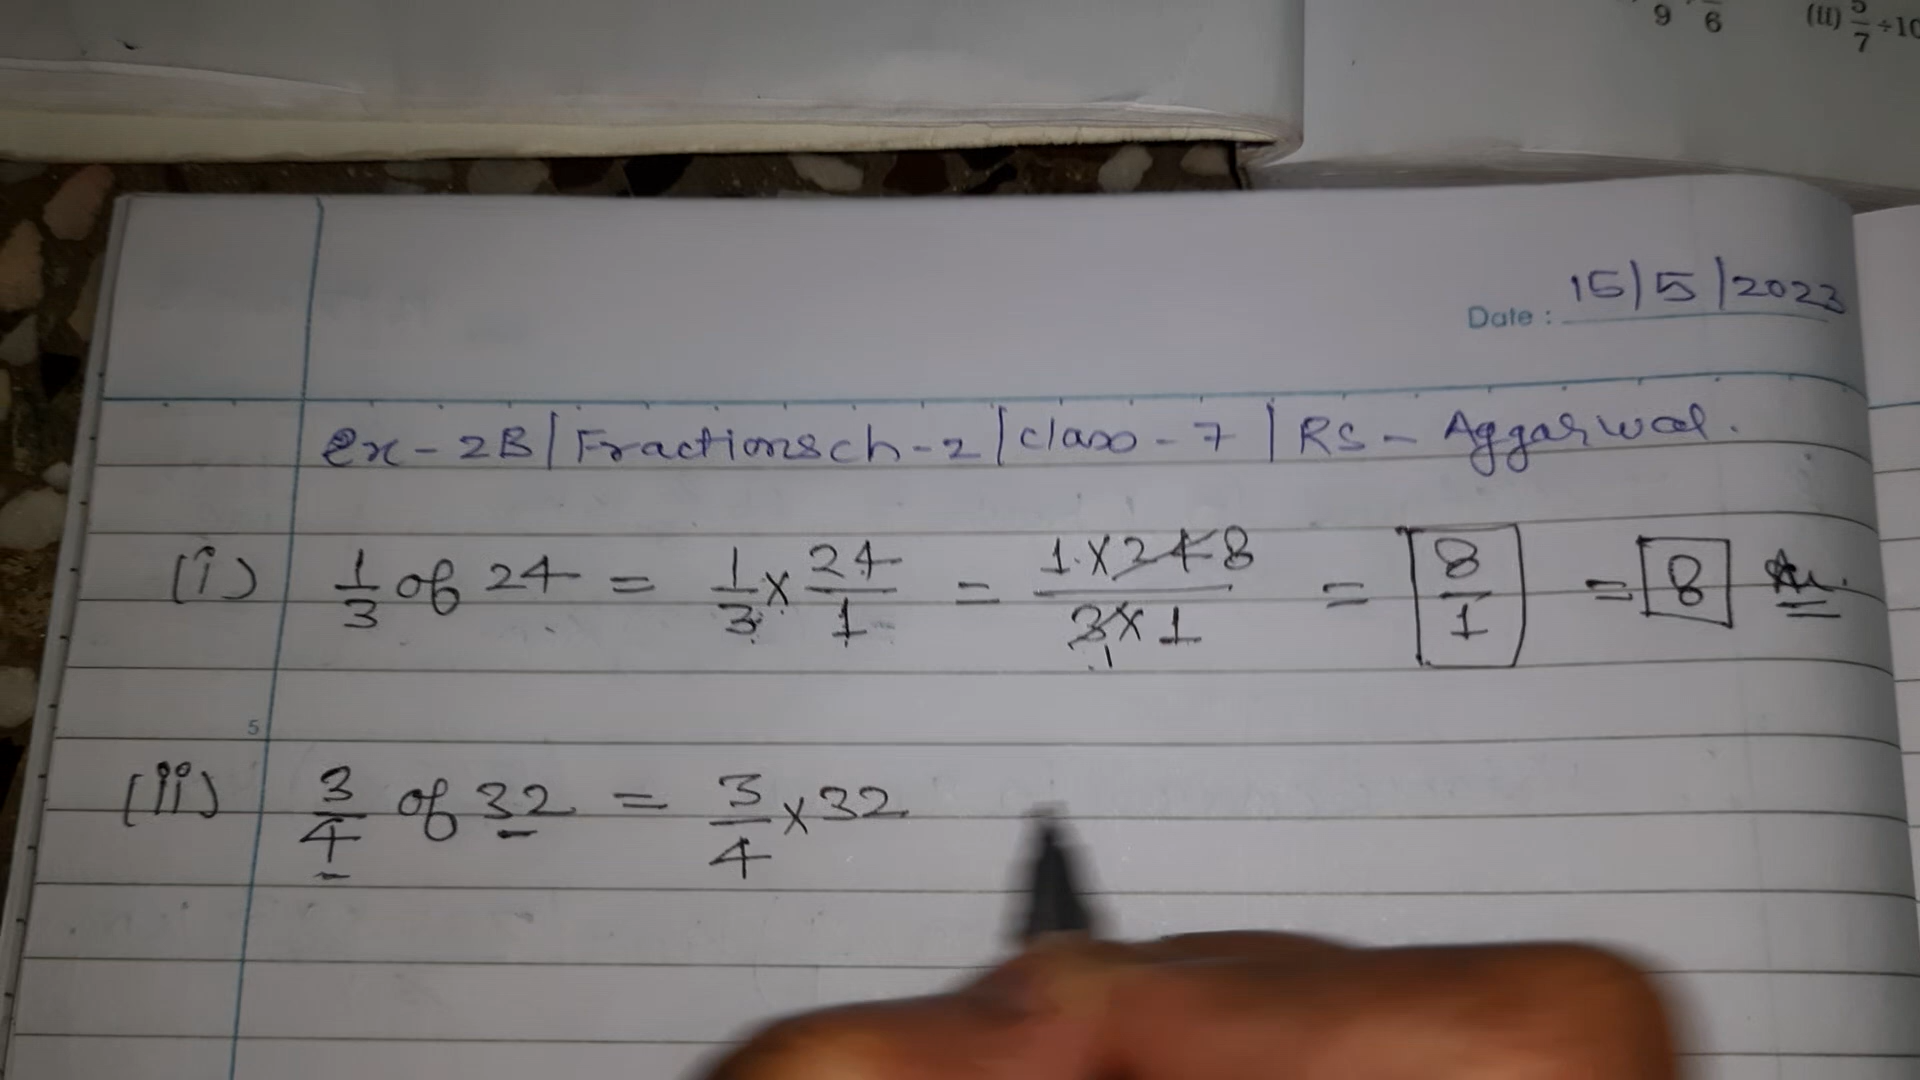 9 6 (ii) 5/7 ÷ 10
15/5/2023
Date :
ex - 2B | Fractions ch - 2 | class - 7 | RS - Aggarwal.
(i) 1/3 of 24 = 1/3 × 24/1 = 1 × 24 8 / 3 × 1 1 = 8/1 = 8 Ans.
5
(ii) 3/4 of 32 = 3/4 × 32